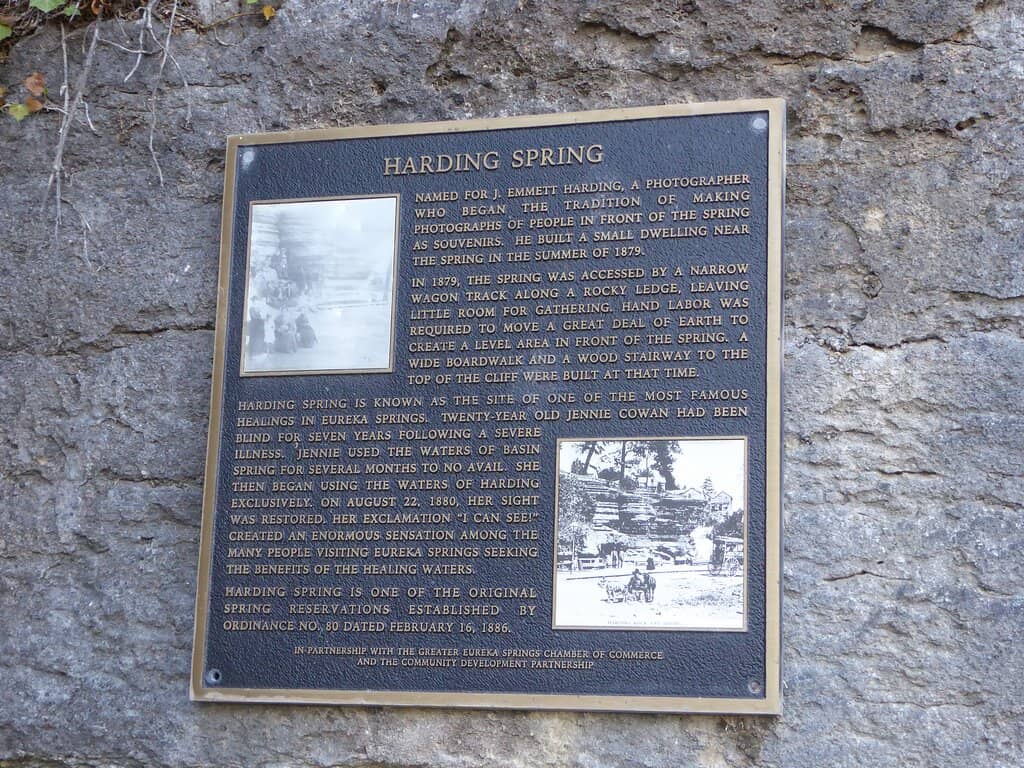 HARDING SPRING
NAMED FOR J. EMMETT HARDING, A PHOTOGRAPHER
WHO BEGAN THE TRADITION OF MAKING
PHOTOGRAPHS OF PEOPLE IN FRONT OF THE SPRING
AS SOUVENIRS. HE BUILT A SMALL DWELLING NEAR
THE SPRING IN THE SUMMER OF 1879.
IN 1879, THE SPRING WAS ACCESSED BY A NARROW
WAGON TRACK ALONG A ROCKY LEDGE, LEAVING
LITTLE ROOM FOR GATHERING. HAND LABOR WAS
REQUIRED TO MOVE A GREAT DEAL OF EARTH TO
CREATE A LEVEL AREA IN FRONT OF THE SPRING. A
WIDE BOARDWALK AND A WOOD STAIRWAY TO THE
TOP OF THE CLIFF WERE BUILT AT THAT TIME.
HARDING SPRING IS KNOWN AS THE SITE OF ONE OF THE MOST FAMOUS
HEALINGS IN EUREKA SPRINGS. TWENTY-YEAR OLD JENNIE COWAN HAD BEEN
BLIND FOR SEVEN YEARS FOLLOWING A SEVERE
ILLNESS. JENNIE USED THE WATERS OF BASIN
SPRING FOR SEVERAL MONTHS TO NO AVAIL. SHE
THEN BEGAN USING THE WATERS OF HARDING
EXCLUSIVELY. ON AUGUST 22, 1880, HER SIGHT
WAS RESTORED. HER EXCLAMATION "I CAN SEE!"
CREATED AN ENORMOUS SENSATION AMONG THE
MANY PEOPLE VISITING EUREKA SPRINGS SEEKING
THE BENEFITS OF THE HEALING WATERS.
HARDING SPRING IS ONE OF THE ORIGINAL
SPRING RESERVATIONS ESTABLISHED BY
ORDINANCE NO. 80 DATED FEBRUARY 16, 1886.
IN PARTNERSHIP WITH THE GREATER EUREKA SPRINGS CHAMBER OF COMMERCE
AND THE COMMUNITY DEVELOPMENT PARTNERSHIP